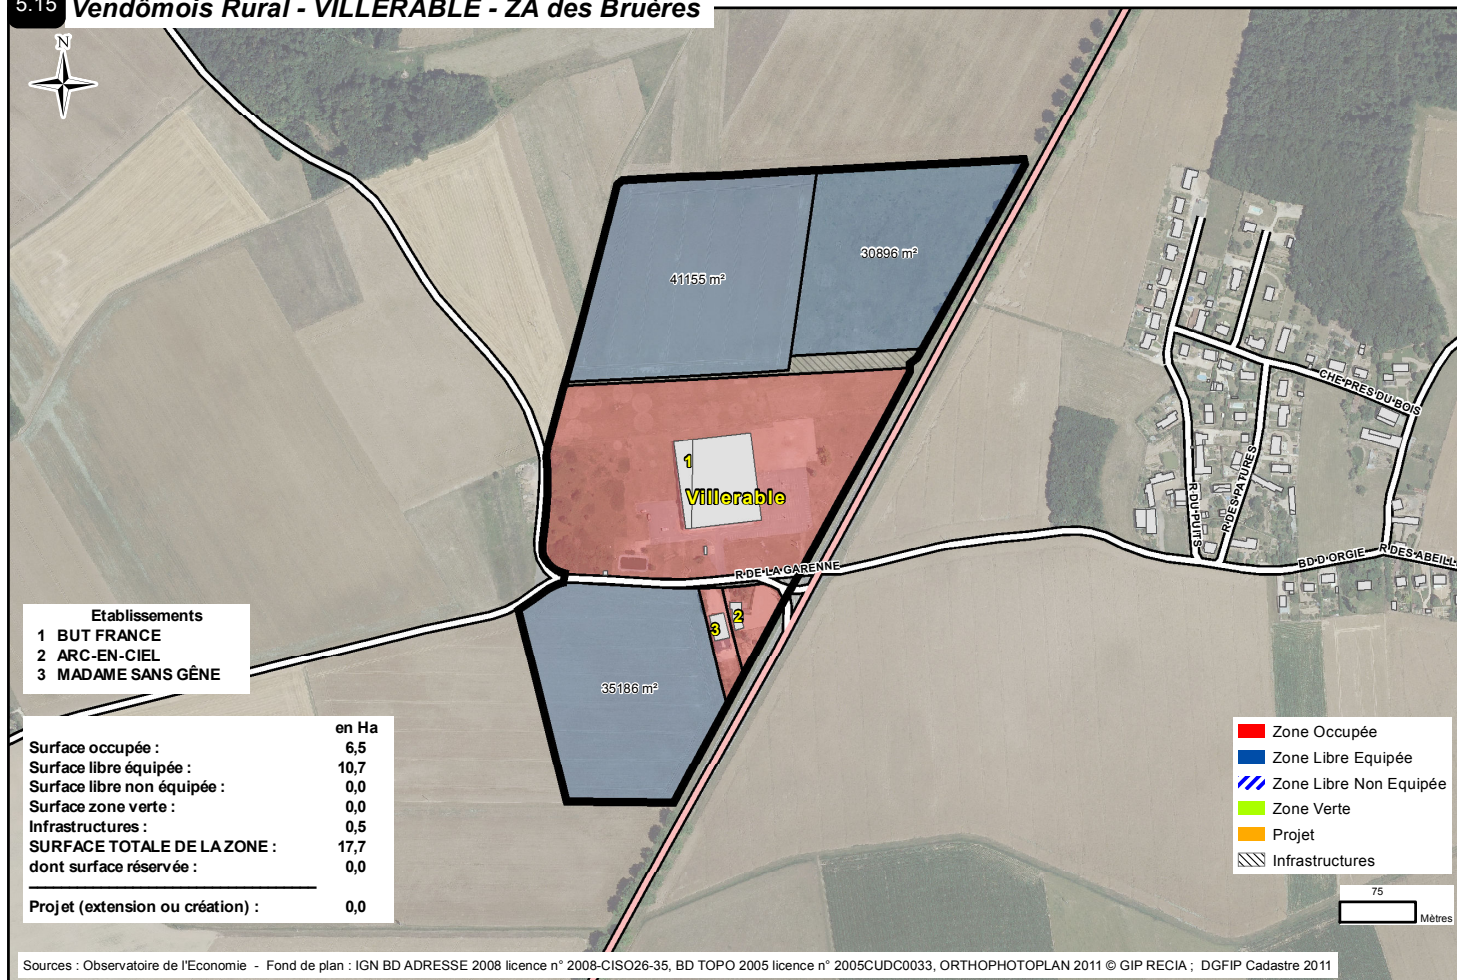 5.15 Vendômois Rural - VILLERABLE - ZA des Bruères
N
41155 m²
30896 m²
1
Villerable
R DE LA GARENNE
2
3
35186 m²
CHE PRES DU BOIS
R DES PATURES
R DU PUITS
BD D'ORGIE
R DES ABEILL
Etablissements
1 BUT FRANCE
2 ARC-EN-CIEL
3 MADAME SANS GÊNE
en Ha
Surface occupée : 6,5
Surface libre équipée : 10,7
Surface libre non équipée : 0,0
Surface zone verte : 0,0
Infrastructures : 0,5
SURFACE TOTALE DE LA ZONE : 17,7
dont surface réservée : 0,0
Projet (extension ou création) : 0,0
Zone Occupée
Zone Libre Equipée
Zone Libre Non Equipée
Zone Verte
Projet
Infrastructures
75
Mètres
Sources : Observatoire de l'Economie - Fond de plan : IGN BD ADRESSE 2008 licence n° 2008-CISO26-35, BD TOPO 2005 licence n° 2005CUDC0033, ORTHOPHOTOPLAN 2011 © GIP RECIA ; DGFIP Cadastre 2011